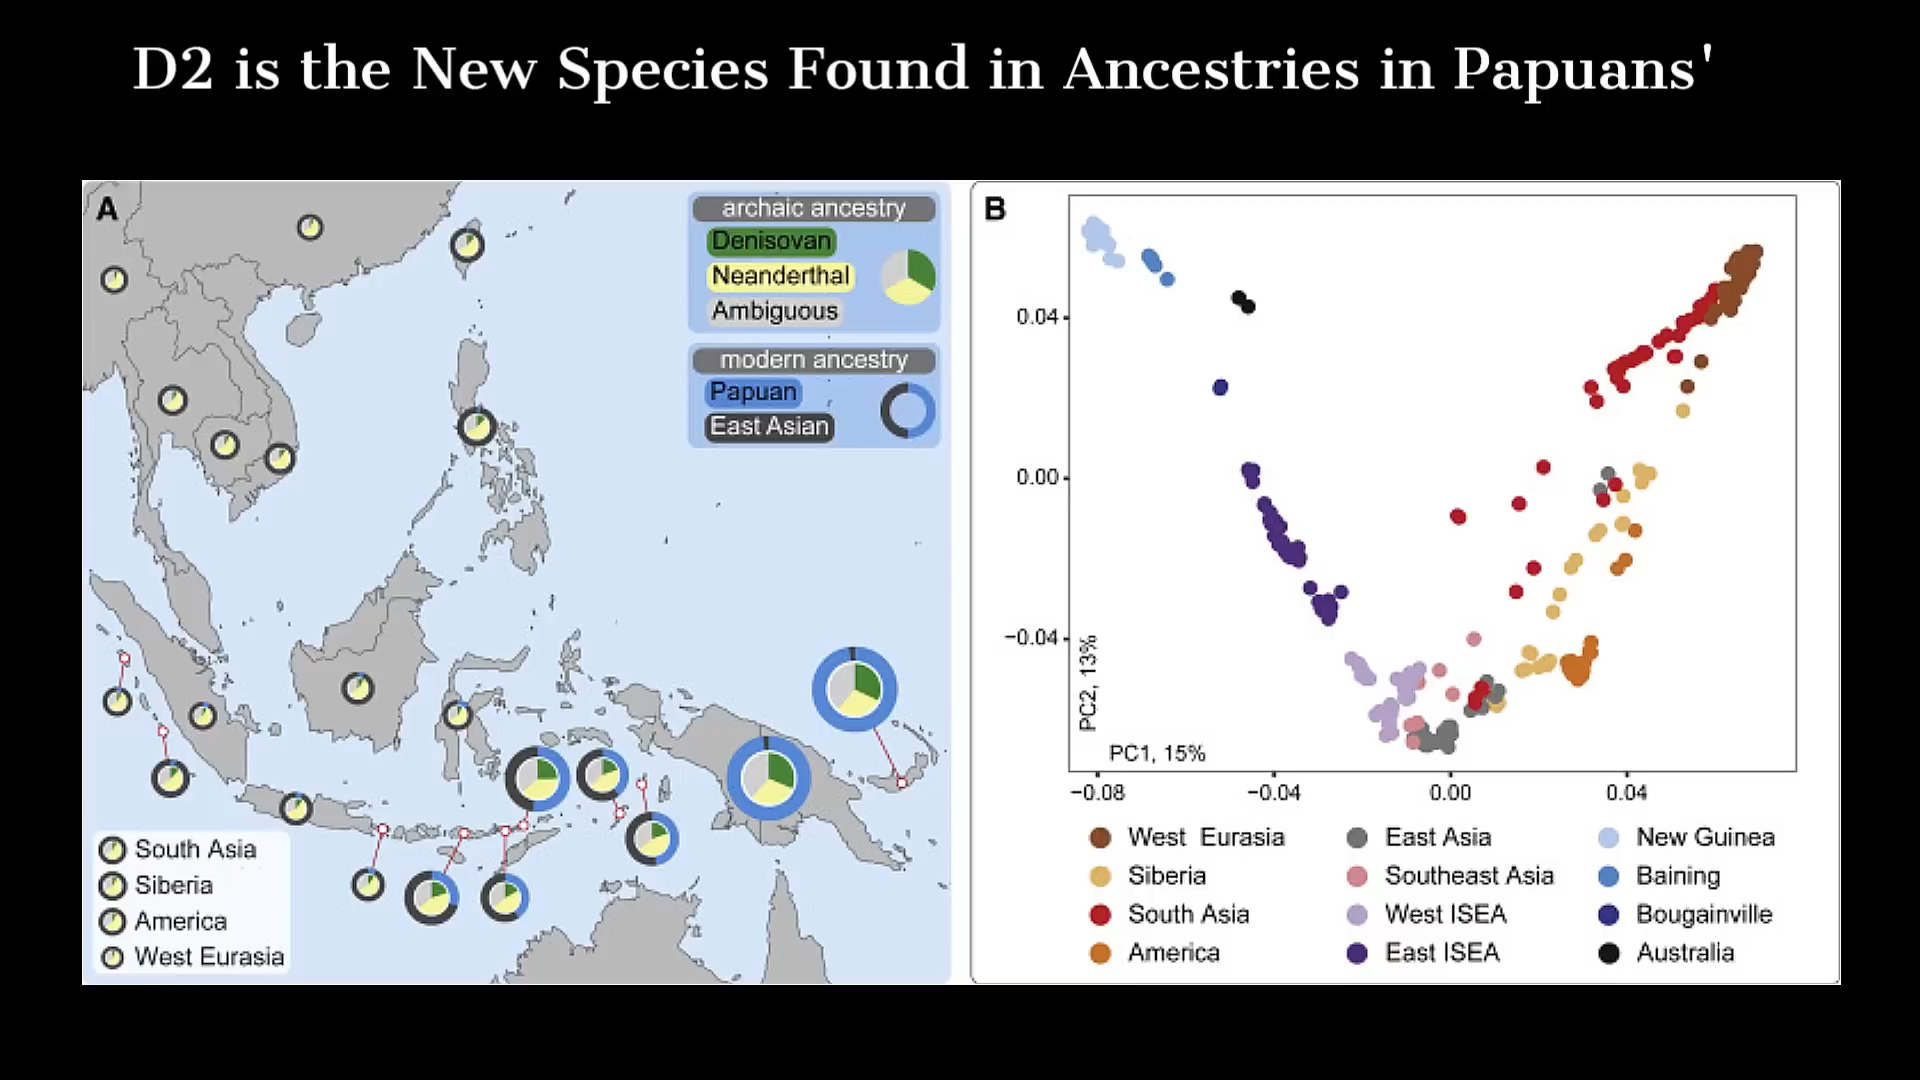 D2 is the New Species Found in Ancestries in Papuans'
A
archaic ancestry
Denisovan
Neanderthal
Ambiguous
modern ancestry
Papuan
East Asian
South Asia
Siberia
America
West Eurasia
B
0.04
0.00
−0.04
PC2, 13%
PC1, 15%
−0.08 −0.04 0.00 0.04
West Eurasia East Asia New Guinea
Siberia Southeast Asia Baining
South Asia West ISEA Bougainville
America East ISEA Australia